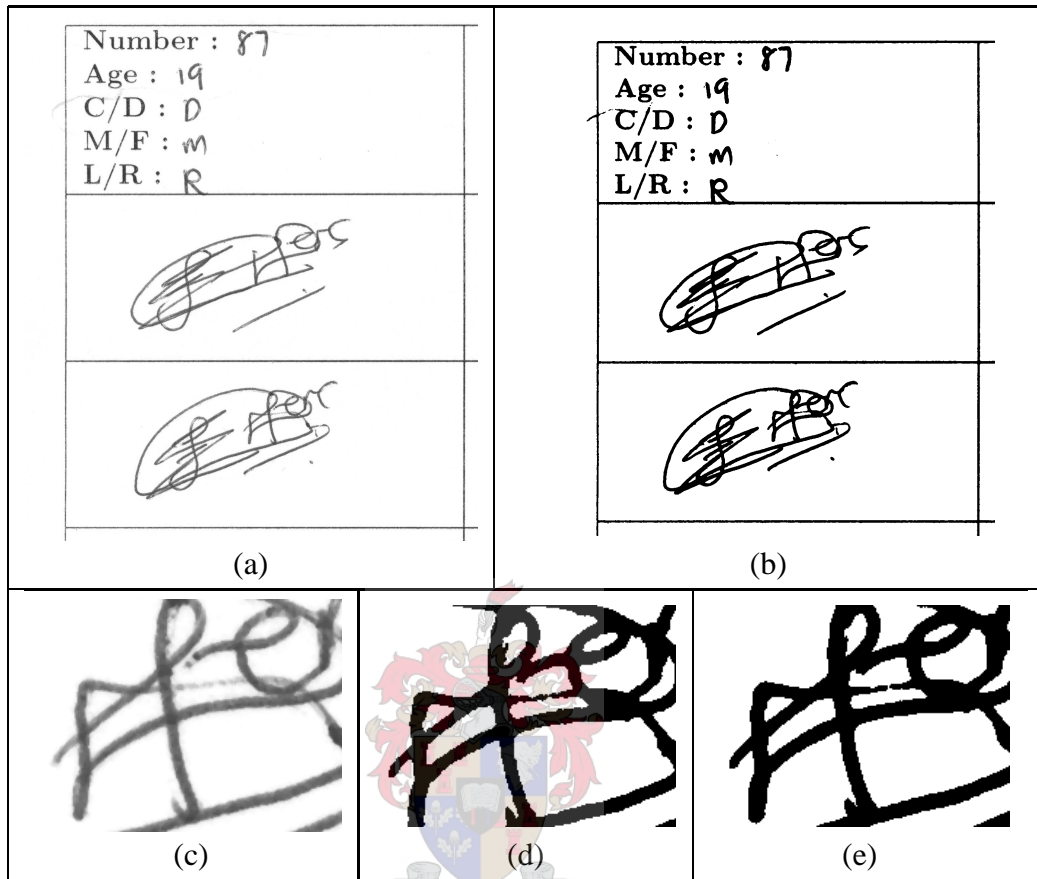 Number : 87
Age : 19
C/D : D
M/F : m
L/R : R
(a)
Number : 87
Age : 19
C/D : D
M/F : m
L/R : R
(b)
(c)
(d)
(e)